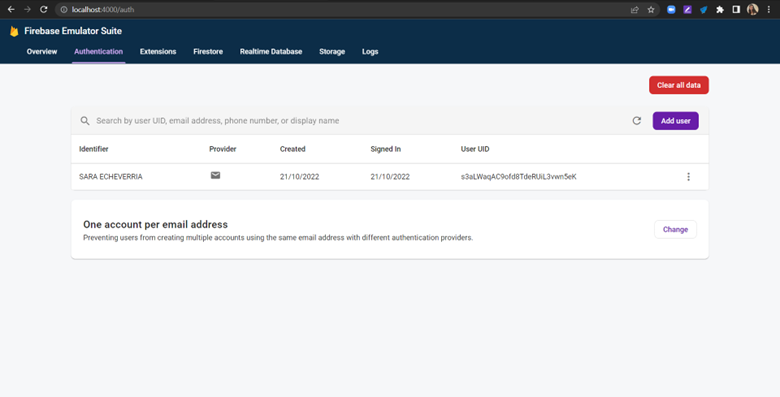 localhost:4000/auth
Firebase Emulator Suite
Overview Authentication Extensions Firestore Realtime Database Storage Logs
Clear all data
Search by user UID, email address, phone number, or display name Add user
Identifier Provider Created Signed In User UID
SARA ECHEVERRIA 21/10/2022 21/10/2022 s3aLWaqAC9ofd8TdeRUiL3vwn5eK
One account per email address
Preventing users from creating multiple accounts using the same email address with different authentication providers.
Change